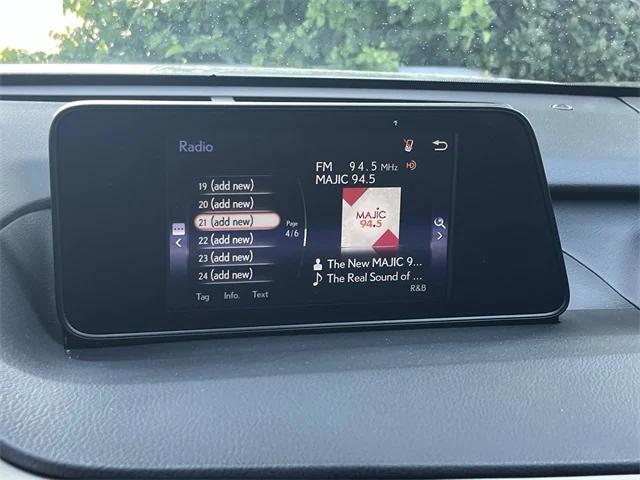 Radio
FM 94.5 MHz
MAJIC 94.5
19 (add new)
20 (add new)
21 (add new)
22 (add new)
23 (add new)
24 (add new)
Page
4/6
MAJIC
94.5
The New MAJIC 9...
The Real Sound of ...
R&B
Tag Info. Text